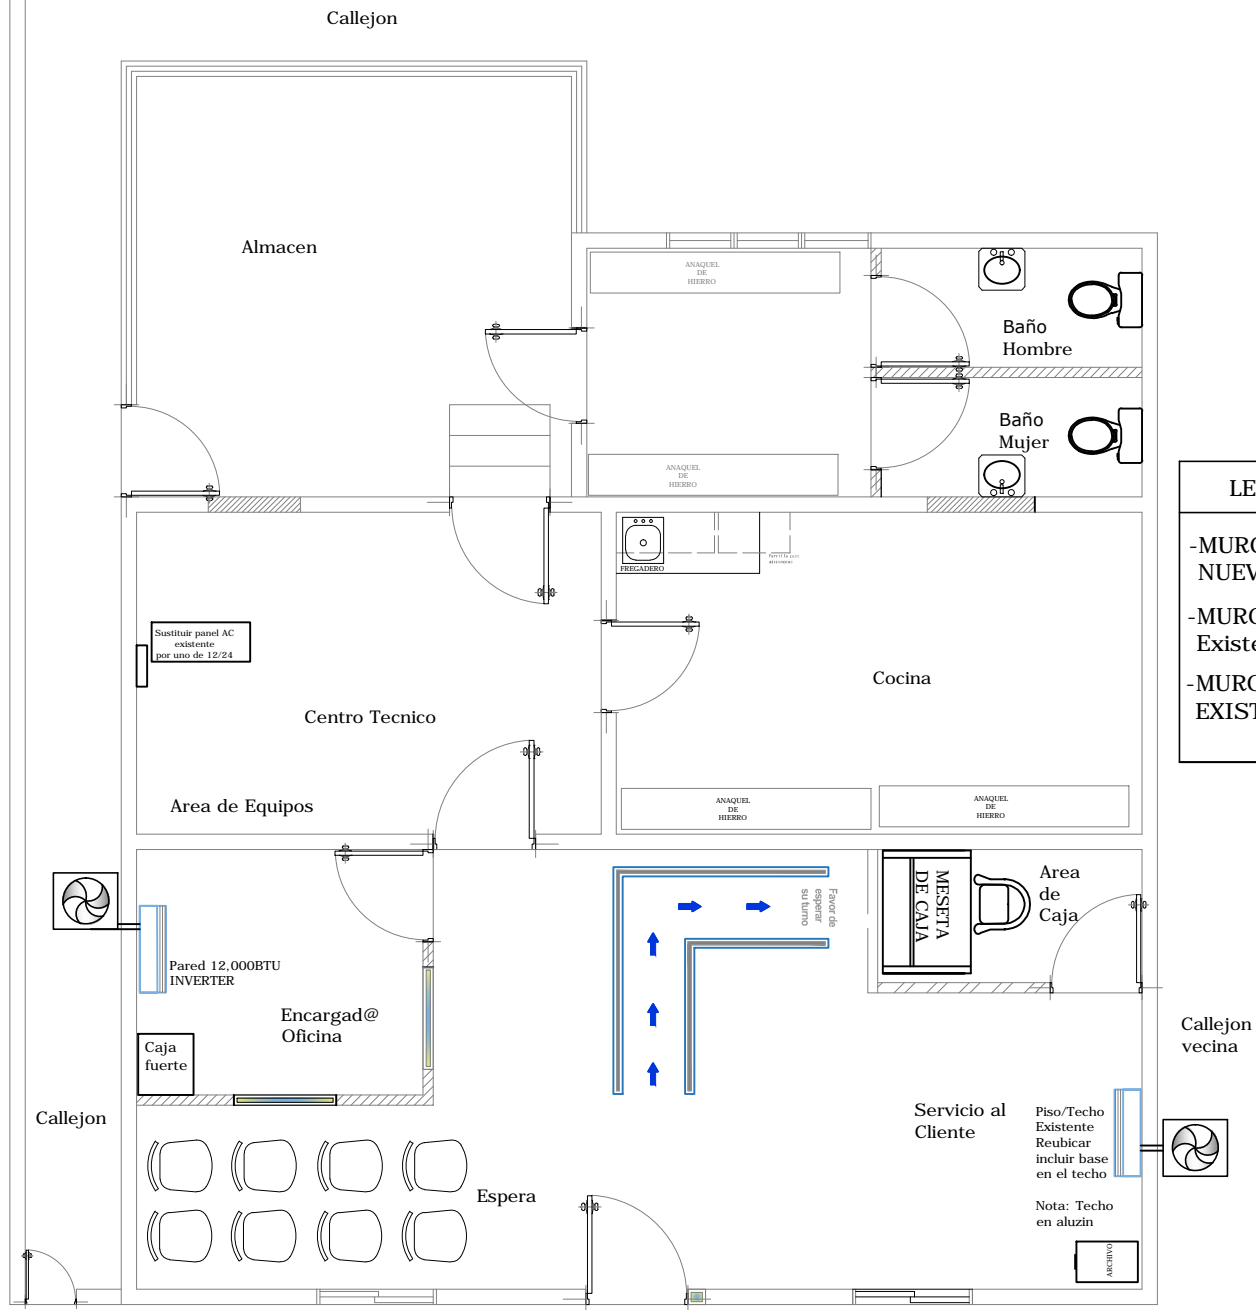 Callejon
Almacen
ANAQUEL
DE
HIERRO
Baño
Hombre
Baño
Mujer
ANAQUEL
DE
HIERRO
LE
-MURO
NUEV
-MURO
Existe
-MURO
EXIST
FREGADERO
Sustituir panel AC
existente
por uno de 12/24
Cocina
Centro Tecnico
Area de Equipos
ANAQUEL
DE
HIERRO
ANAQUEL
DE
HIERRO
MESETA
DE CAJA
Area
de
Caja
Favor de
esperar
su turno
Pared 12,000BTU
INVERTER
Encargad@
Oficina
Caja
fuerte
Callejon
vecina
Callejon
Servicio al
Cliente
Piso/Techo
Existente
Reubicar
incluir base
en el techo
Nota: Techo
en aluzin
Espera
ARCHIVO